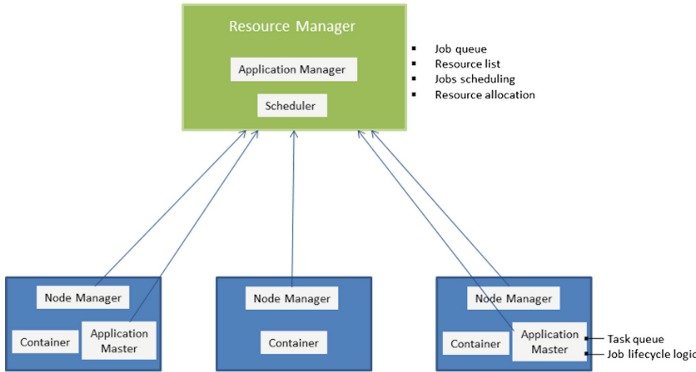 Resource Manager
Application Manager
Scheduler
▪ Job queue
▪ Resource list
▪ Jobs scheduling
▪ Resource allocation
Node Manager
Container
Application
Master
Node Manager
Container
Node Manager
Container
Application
Master
Task queue
Job lifecycle logic